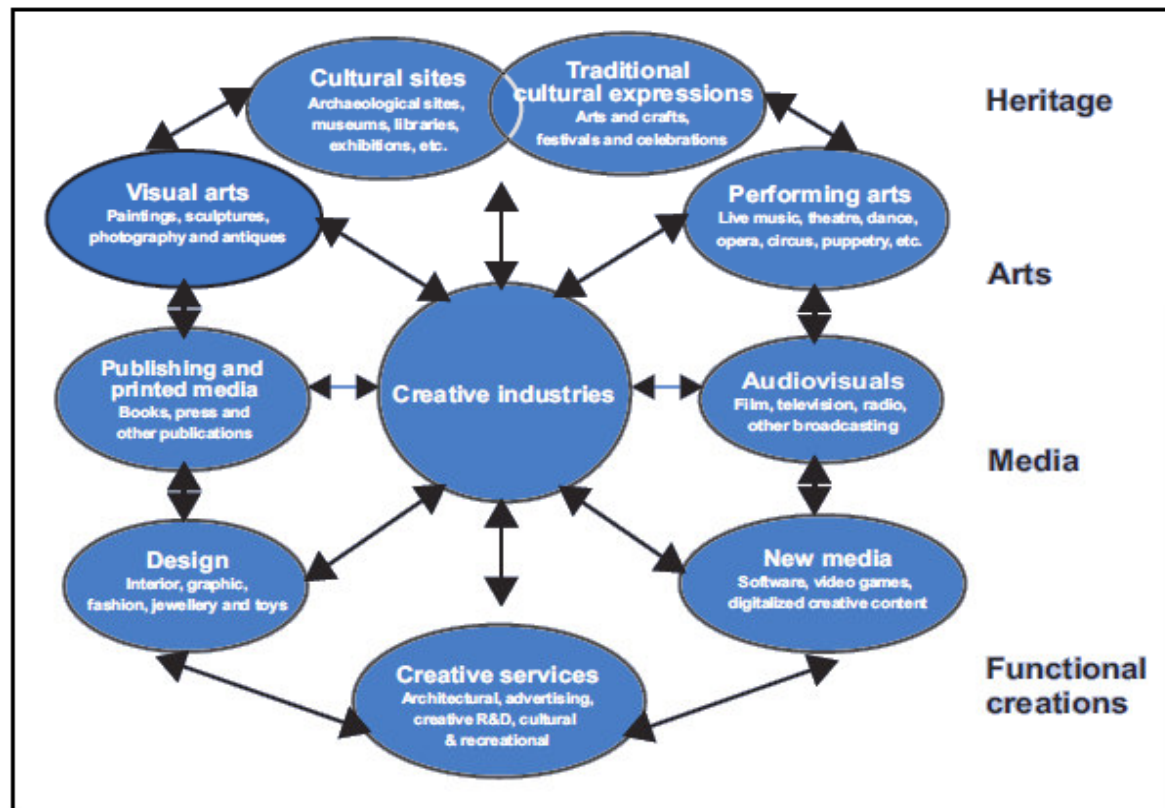 Cultural sites
Archaeological sites,
museums, libraries,
exhibitions, etc.
Traditional
cultural expressions
Arts and crafts,
festivals and celebrations
Heritage
Visual arts
Paintings, sculptures,
photography and antiques
Performing arts
Live music, theatre, dance,
opera, circus, puppetry, etc.
Arts
Publishing and
printed media
Books, press and
other publications
Creative industries
Audiovisuals
Film, television, radio,
other broadcasting
Media
Design
Interior, graphic,
fashion, jewellery and toys
New media
Software, video games,
digitalized creative content
Creative services
Architectural, advertising,
creative R&D, cultural
& recreational
Functional
creations